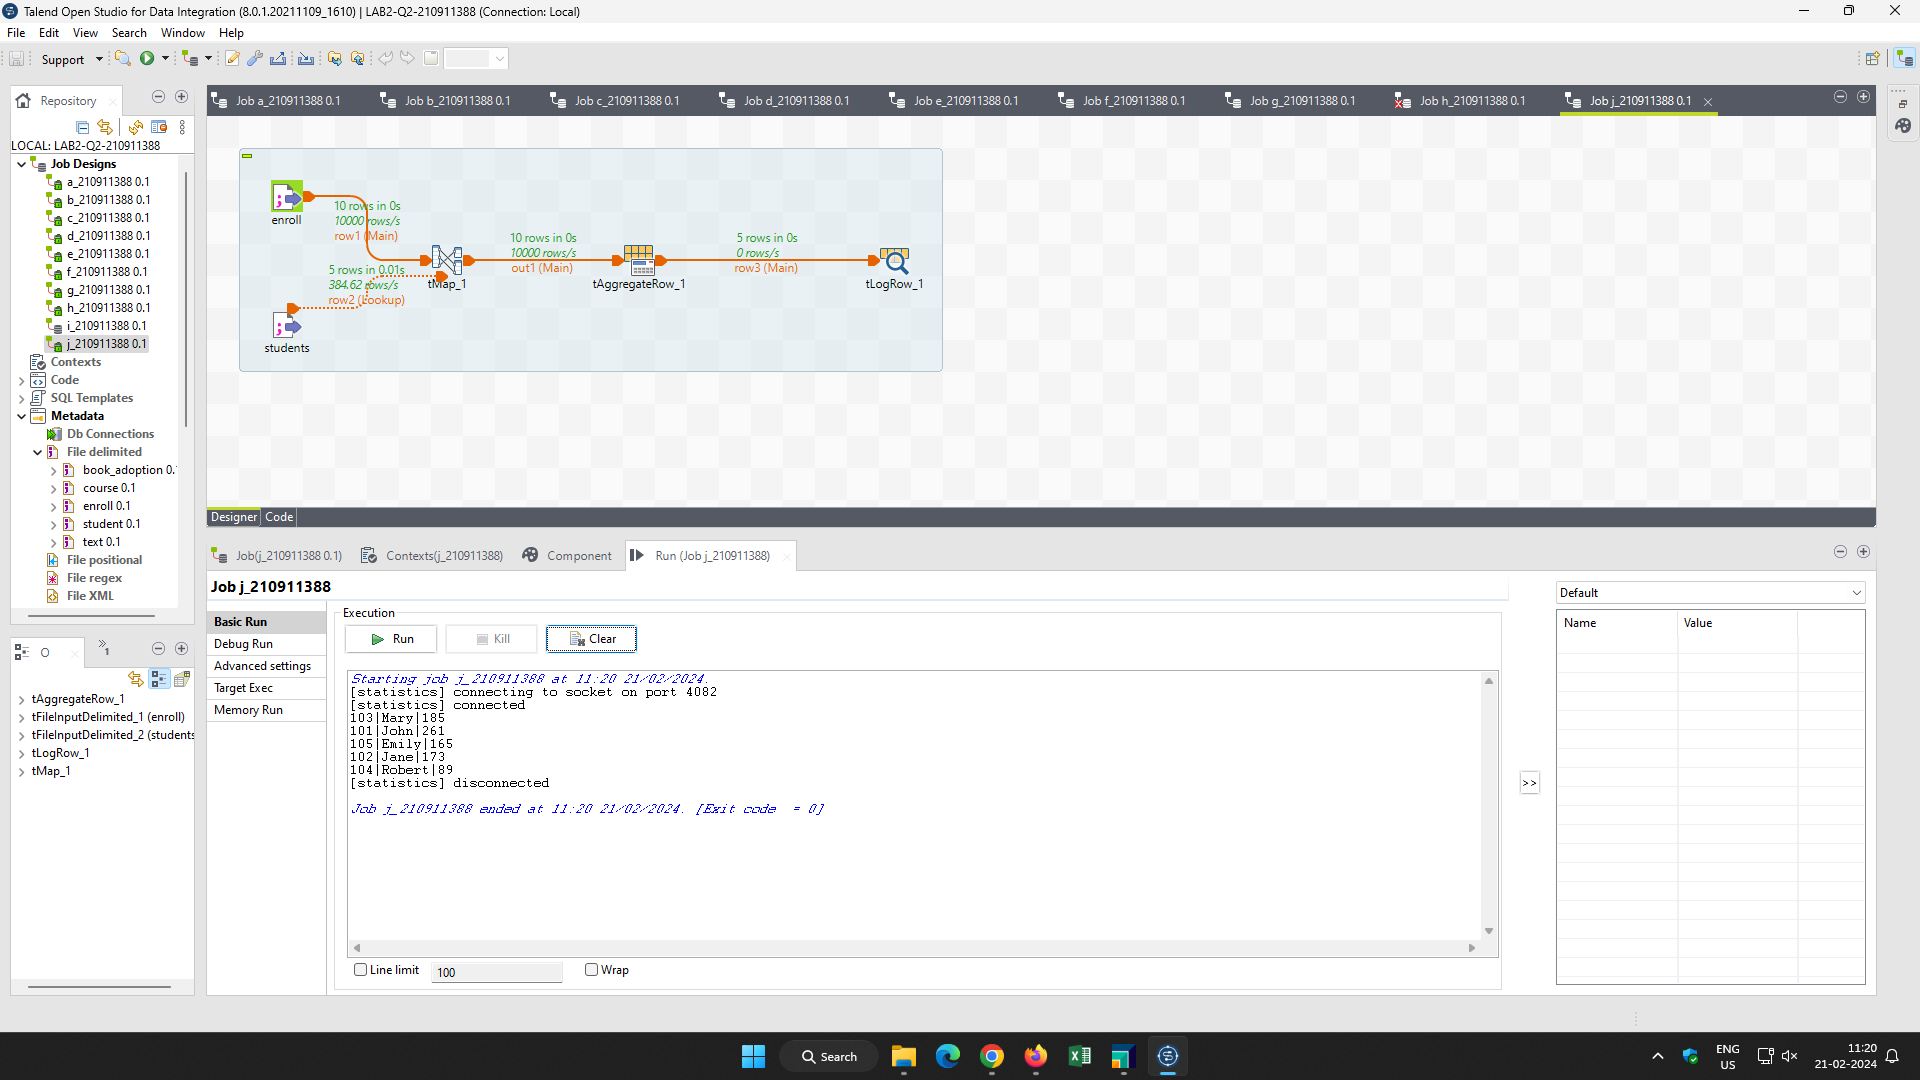 Talend Open Studio for Data Integration (8.0.1.20211109_1610) | LAB2-Q2-210911388 (Connection: Local)
File Edit View Search Window Help
Support
Repository
Job a_210911388 0.1 Job b_210911388 0.1 Job c_210911388 0.1 Job d_210911388 0.1 Job e_210911388 0.1 Job f_210911388 0.1 Job g_210911388 0.1 Job h_210911388 0.1 Job j_210911388 0.1
LOCAL: LAB2-Q2-210911388
Job Designs
a_210911388 0.1
b_210911388 0.1
c_210911388 0.1
d_210911388 0.1
e_210911388 0.1
f_210911388 0.1
g_210911388 0.1
h_210911388 0.1
i_210911388 0.1
j_210911388 0.1
Contexts
Code
SQL Templates
Metadata
Db Connections
File delimited
book_adoption 0.
course 0.1
enroll 0.1
student 0.1
text 0.1
File positional
File regex
File XML
enroll
10 rows in 0s
10000 rows/s
row1 (Main)
5 rows in 0.01s
384.62 rows/s
row2 (Lookup)
students
tMap_1
10 rows in 0s
10000 rows/s
out1 (Main)
tAggregateRow_1
5 rows in 0s
0 rows/s
row3 (Main)
tLogRow_1
Designer Code
Job(j_210911388 0.1) Contexts(j_210911388) Component Run (Job j_210911388)
Job j_210911388
Basic Run
Debug Run
Advanced settings
Target Exec
Memory Run
Execution
Run Kill Clear
Starting job j_210911388 at 11:20 21/02/2024.
[statistics] connecting to socket on port 4082
[statistics] connected
103|Mary|185
101|John|261
105|Emily|165
102|Jane|173
104|Robert|89
[statistics] disconnected
Job j_210911388 ended at 11:20 21/02/2024. [Exit code  = 0]
Line limit 100 Wrap
>>
Default
Name Value
O
1
tAggregateRow_1
tFileInputDelimited_1 (enroll)
tFileInputDelimited_2 (students
tLogRow_1
tMap_1
Search
ENG
US
11:20
21-02-2024